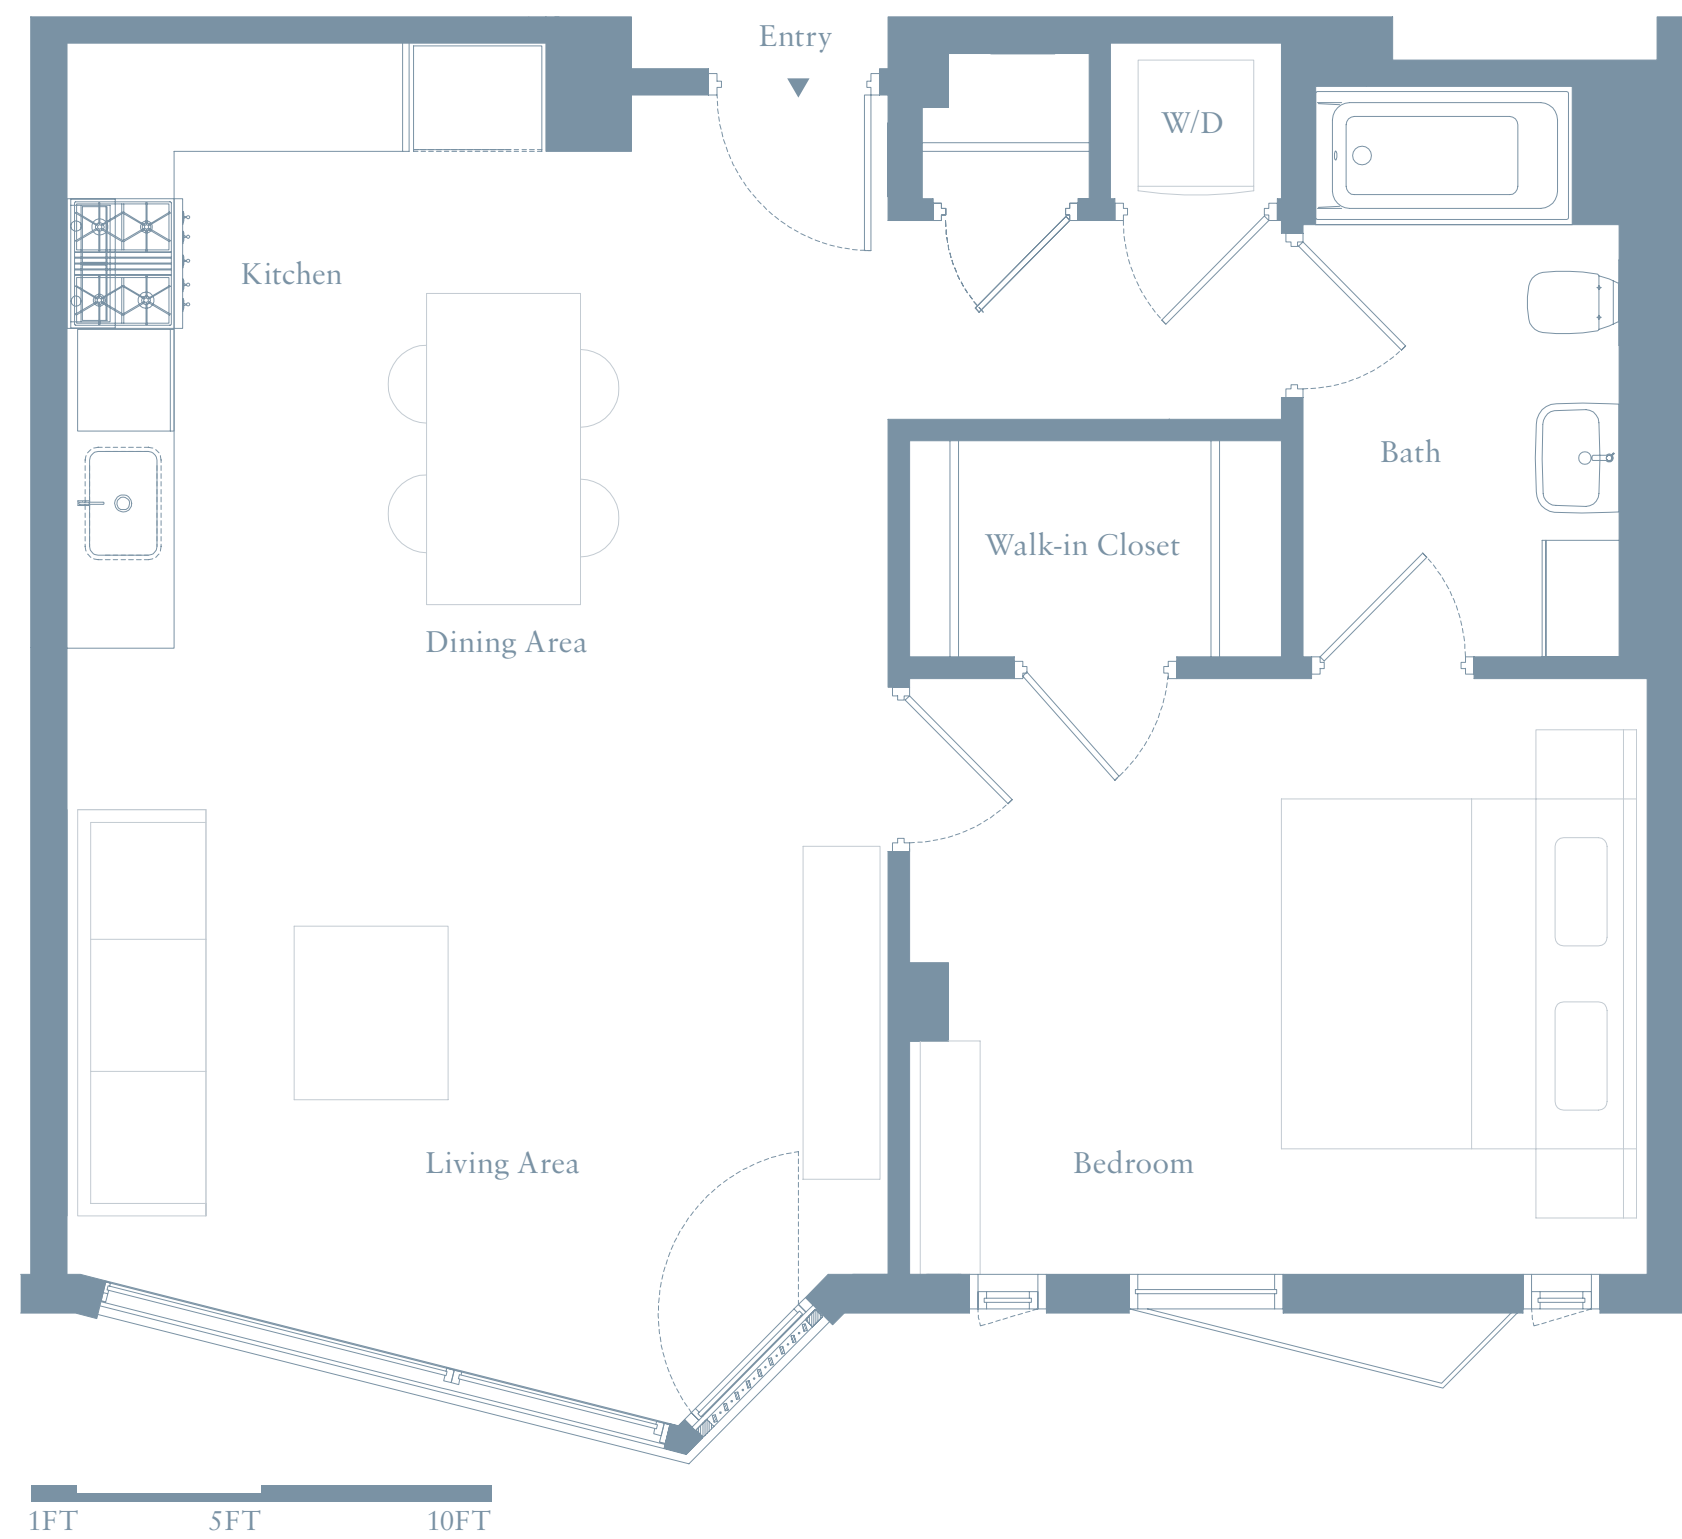 Entry
W/D
Kitchen
Bath
Walk-in Closet
Dining Area
Living Area
Bedroom
1FT 5FT 10FT